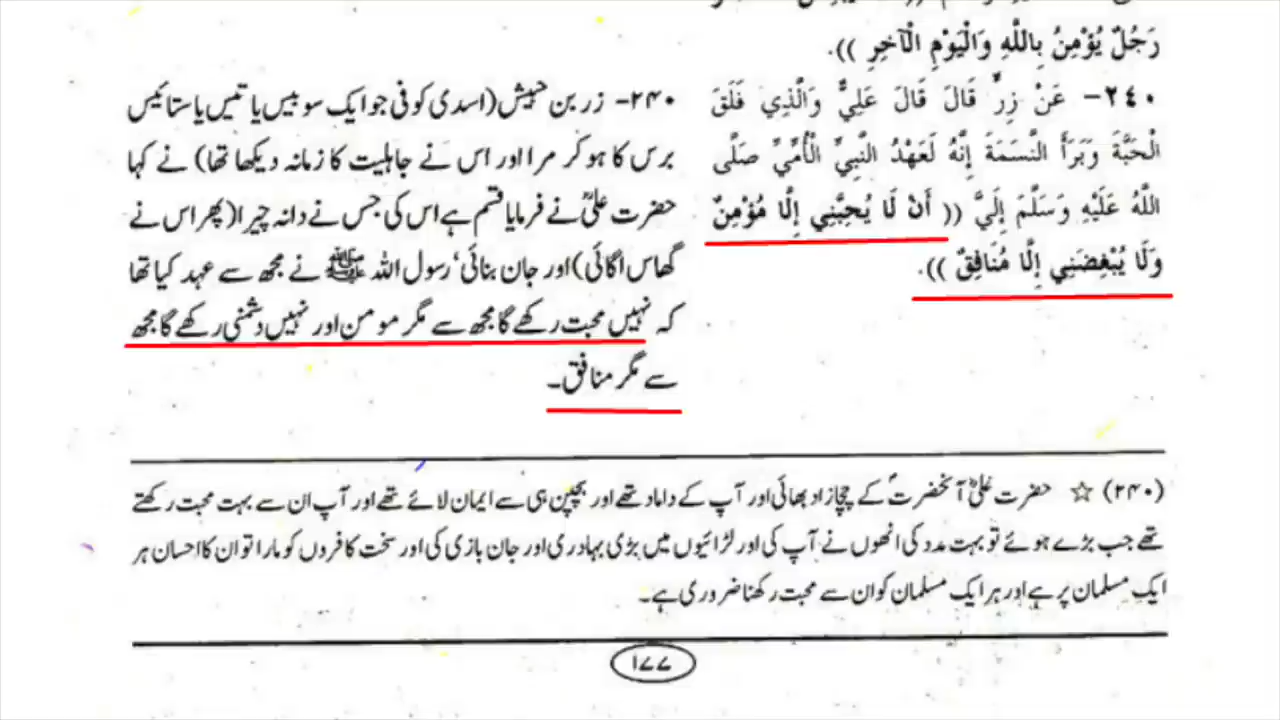 رَجُلٌ يُؤْمِنُ بِاللَّهِ وَالْيَوْمِ الْآخِرِ )).
٢٤٠- عَنْ زِرٍّ قَالَ قَالَ عَلِيٌّ وَالَّذِي فَلَقَ
الْحَبَّةَ وَبَرَأَ النَّسَمَةَ إِنَّهُ لَعَهْدُ النَّبِيِّ الْأُمِّيِّ صَلَّى
اللَّهُ عَلَيْهِ وَسَلَّمَ إِلَيَّ (( أَنْ لَا يُحِبَّنِي إِلَّا مُؤْمِنٌ
وَلَا يُبْغِضَنِي إِلَّا مُنَافِقٌ )).
۲۴۰- زر بن حبیش (اسدی کوفی جو ایک سو بیس یا تیس یا ستائیس
برس کا ہو کر مرا اور اس نے جاہلیت کا زمانہ دیکھا تھا) نے کہا
حضرت علیؓ نے فرمایا قسم ہے اس کی جس نے دانہ چیرا (پھر اس نے
گھاس اگائی) اور جان بنائی' رسول اللہ ﷺ نے مجھ سے عہد کیا تھا
کہ نہیں محبت رکھے گا مجھ سے مگر مومن اور نہیں دشمنی رکھے گا مجھ
سے مگر منافق۔
(۲۴۰) ☆ حضرت علیؓ آنحضرتؐ کے چچازاد بھائی اور آپ کے داماد تھے اور بچپن ہی سے ایمان لائے تھے اور آپ ان سے بہت محبت رکھتے
تھے جب بڑے ہوئے تو بہت مدد کی انھوں نے آپ کی اور لڑائیوں میں بڑی بہادری اور جان بازی کی اور سخت کافروں کو مارا تو ان کا احسان ہر
ایک مسلمان پر ہے اور ہر ایک مسلمان کو ان سے محبت رکھنا ضروری ہے۔
۱۷۷